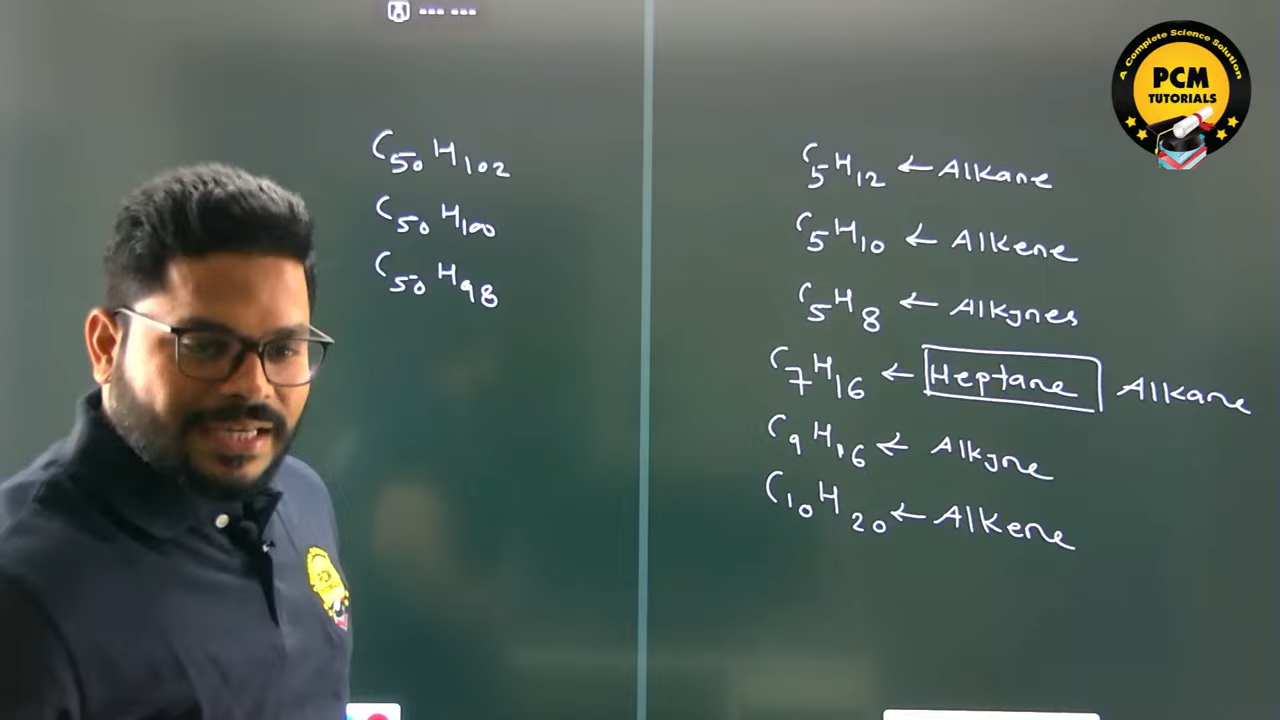 A Complete Science Solution
PCM
TUTORIALS
C50H102
C50H100
C50H98
C5H12 ← Alkane
C5H10 ← Alkene
C5H8 ← Alkynes
C7H16 ← Heptane Alkane
C9H16 ← Alkyne
C10H20 ← Alkene